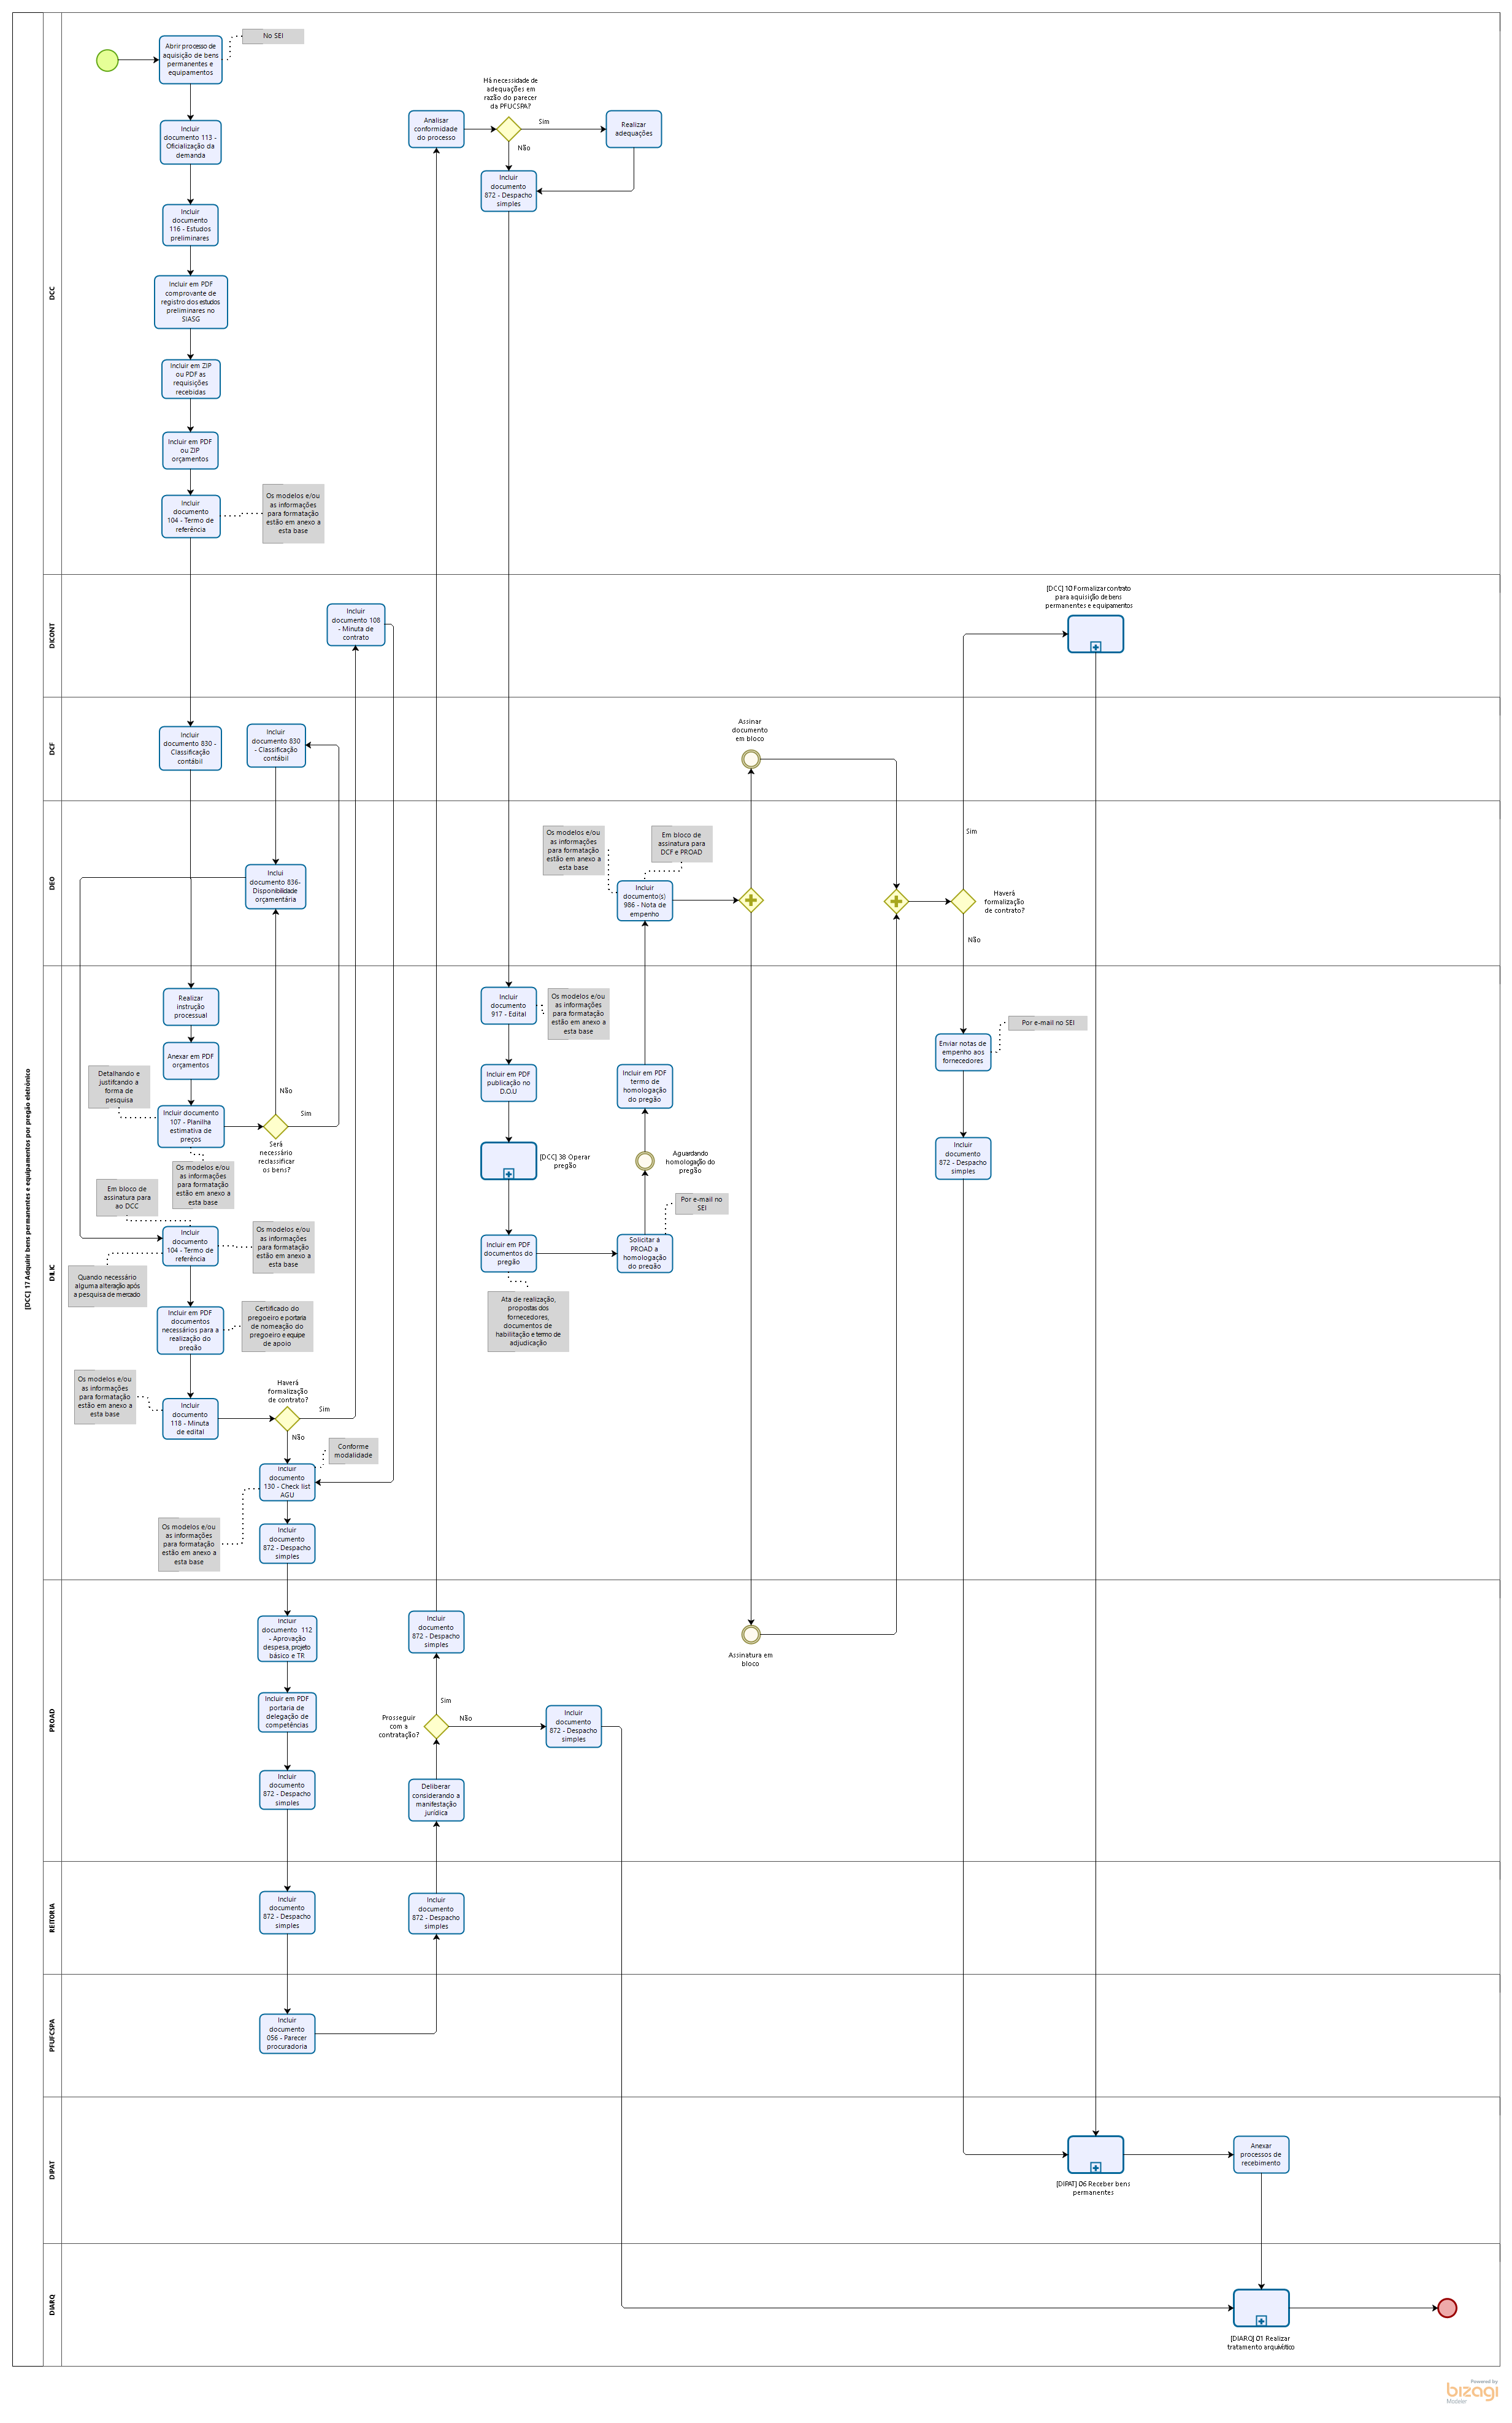 [DCC] 17 Adquirir bens permanentes e equipamentos por pregão eletrônico
DCC
Abrir processo de
aquisição de bens
permanentes e
equipamentos
No SEI
Incluir
documento 113 -
Oficialização da
demanda
Incluir
documento
116 - Estudos
preliminares
Incluir em PDF
comprovante de
registro dos estudos
preliminares no
SIASG
Incluir em ZIP
ou PDF as
requisições
recebidas
Incluir em PDF
ou ZIP
orçamentos
Incluir
documento
104 - Termo de
referência
Os modelos e/ou
as informações
para formatação
estão em anexo a
esta base
Analisar
conformidade
do processo
Há necessidade de
adequações em
razão do parecer
da PFUCSPA?
Sim
Não
Realizar
adequações
Incluir
documento
872 - Despacho
simples
DICONT
Incluir
documento 108
- Minuta de
contrato
[DCC] 10 Formalizar contrato
para aquisição de bens
permanentes e equipamentos
DCF
Incluir
documento 830 -
Classificação
contábil
Incluir
documento 830
- Classificação
contábil
Assinar
documento
em bloco
DEO
Inclui
documento 836-
Disponibilidade
orçamentária
Os modelos e/ou
as informações
para formatação
estão em anexo a
esta base
Em bloco de
assinatura para
DCF e PROAD
Incluir
documento(s)
986 - Nota de
empenho
Sim
Haverá
formalização
de contrato?
Não
DILIC
Realizar
instrução
processual
Anexar em PDF
orçamentos
Detalhando e
justifcando a
forma de
pesquisa
Incluir documento
107 - Planilha
estimativa de
preços
Não
Sim
Será
necessário
reclassificar
os bens?
Os modelos e/ou
as informações
para formatação
estão em anexo a
esta base
Em bloco de
assinatura para
ao DCC
Incluir
documento
104 - Termo de
referência
Os modelos e/ou
as informações
para formatação
estão em anexo a
esta base
Quando necessário
alguma alteração após
a pesquisa de mercado
Incluir em PDF
documentos
necessários para a
realização do
pregão
Certificado do
pregoeiro e portaria
de nomeação do
pregoeiro e equipe
de apoio
Os modelos e/ou
as informações
para formatação
estão em anexo a
esta base
Incluir
documento
118 - Minuta
de edital
Haverá
formalização
de contrato?
Sim
Não
Conforme
modalidade
Incluir
documento
130 - Check list
AGU
Os modelos e/ou
as informações
para formatação
estão em anexo a
esta base
Incluir
documento
872 - Despacho
simples
Incluir
documento
917 - Edital
Os modelos e/ou
as informações
para formatação
estão em anexo a
esta base
Incluir em PDF
publicação no
D.O.U
[DCC] 38 Operar
pregão
Incluir em PDF
documentos do
pregão
Ata de realização,
propostas dos
fornecedores,
documentos de
habilitação e termo de
adjudicação
Solicitar à
PROAD a
homologação
do pregão
Por e-mail no
SEI
Aguardando
homologação do
pregão
Incluir em PDF
termo de
homologação
do pregão
Enviar notas de
empenho aos
fornecedores
Por e-mail no SEI
Incluir
documento
872 - Despacho
simples
PROAD
Incluir
documento 112
- Aprovação
despesa, projeto
básico e TR
Incluir em PDF
portaria de
delegação de
competências
Incluir
documento
872 - Despacho
simples
Incluir
documento
872 - Despacho
simples
Sim
Prosseguir
com a
contratação?
Não
Incluir
documento
872 - Despacho
simples
Deliberar
considerando a
manifestação
jurídica
Assinatura em
bloco
REITORIA
Incluir
documento
872 - Despacho
simples
Incluir
documento
872 - Despacho
simples
PFUFCSPA
Incluir
documento
056 - Parecer
procuradoria
DIPAT
[DIPAT] 06 Receber bens
permanentes
Anexar
processos de
recebimento
DIARQ
[DIARQ] 01 Realizar
tratamento arquivístico
Powered by
bizagi
Modeler